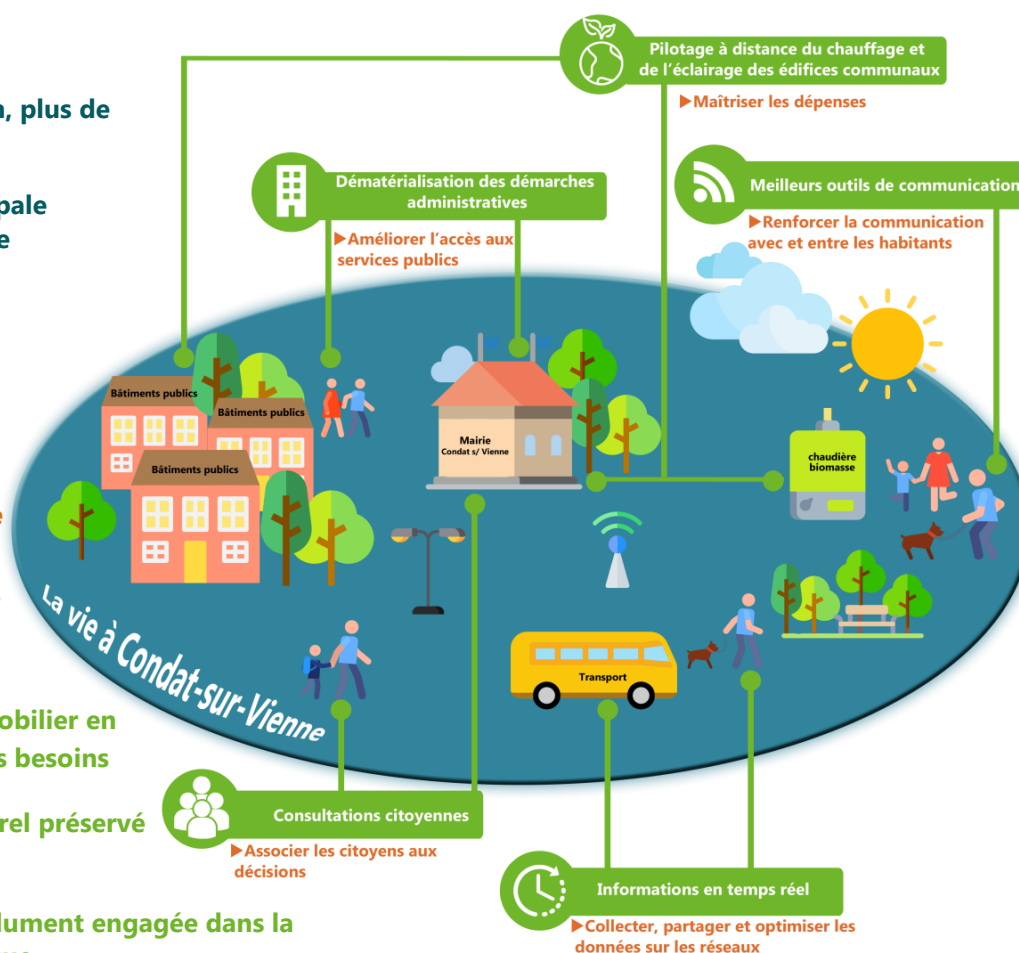 Pilotage à distance du chauffage et
de l'éclairage des édifices communaux
▶Maîtriser les dépenses
plus de
Dématérialisation des démarches
administratives
▶Améliorer l'accès aux
services publics
Meilleurs outils de communication
▶Renforcer la communication
avec et entre les habitants
Bâtiments publics
Bâtiments publics
Bâtiments publics
Mairie
Condat s/ Vienne
chaudière
biomasse
Transport
La vie à Condat-sur-Vienne
en
besoins
préservé
engagée dans la
Consultations citoyennes
▶Associer les citoyens aux
décisions
Informations en temps réel
▶Collecter, partager et optimiser les
données sur les réseaux